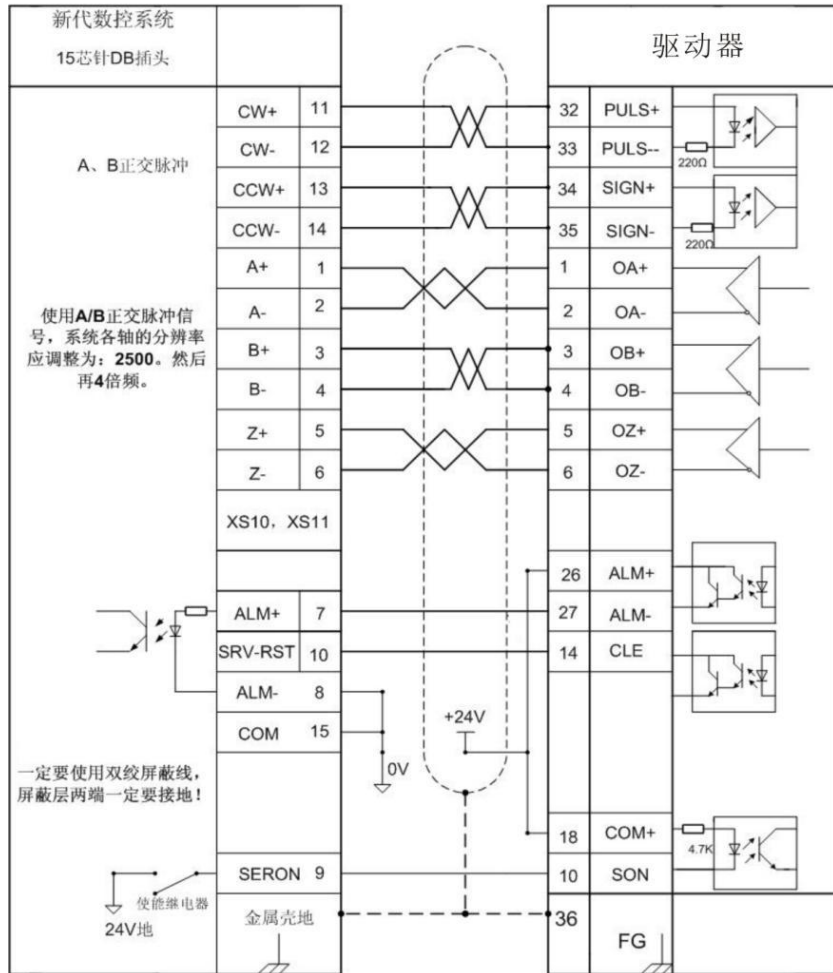 新代数控系统
15芯针DB插头
驱动器
CW+ 11
32 PULS+
CW- 12
33 PULS--
220Ω
A、B正交脉冲
CCW+ 13
34 SIGN+
CCW- 14
35 SIGN-
220Ω
A+ 1
1 OA+
A- 2
2 OA-
使用A/B正交脉冲信
号，系统各轴的分辨率
应调整为：2500。然后
再4倍频。
B+ 3
3 OB+
B- 4
4 OB-
Z+ 5
5 OZ+
Z- 6
6 OZ-
XS10，XS11
26 ALM+
ALM+ 7
27 ALM-
SRV-RST 10
14 CLE
ALM- 8
COM 15
+24V
0V
一定要使用双绞屏蔽线，
屏蔽层两端一定要接地！
18 COM+
4.7K
SERON 9
10 SON
使能继电器
24V地
金属壳地
36
FG